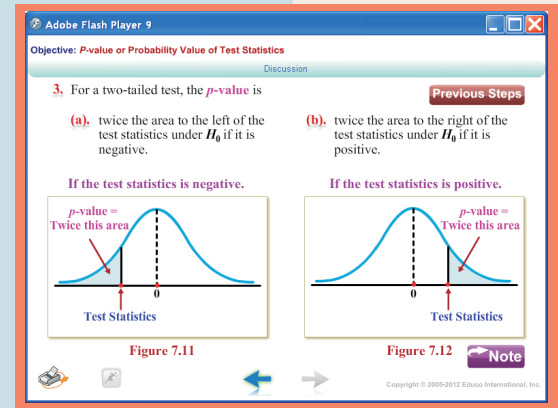 Adobe Flash Player 9
Objective: P-value or Probability Value of Test Statistics
Discussion
3. For a two-tailed test, the p-value is
Previous Steps
(a). twice the area to the left of the
test statistics under H0 if it is
negative.
(b). twice the area to the right of the
test statistics under H0 if it is
positive.
If the test statistics is negative.
p-value =
Twice this area
0
Test Statistics
Figure 7.11
If the test statistics is positive.
p-value =
Twice this area
0
Test Statistics
Figure 7.12
Note
Copyright © 2005-2012 Educo International, Inc.